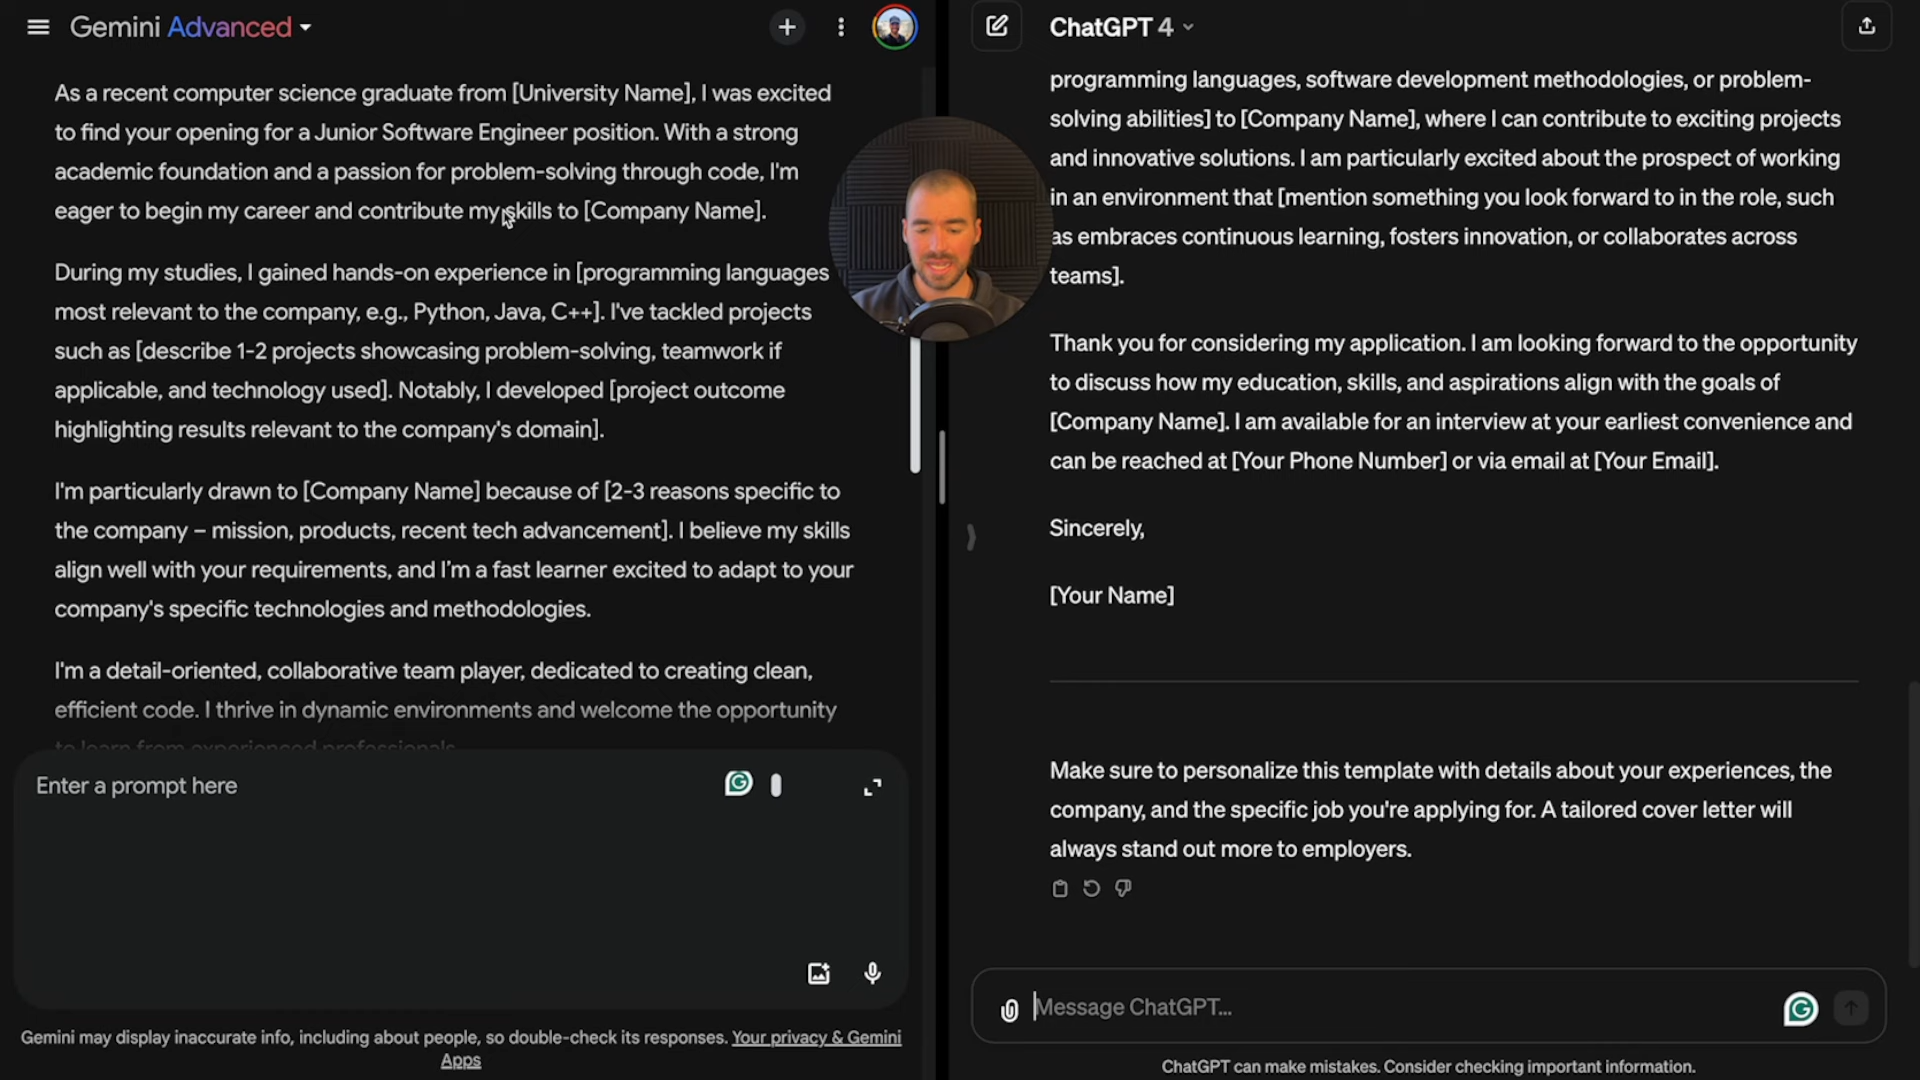 Gemini Advanced
As a recent computer science graduate from [University Name], I was excited
to find your opening for a Junior Software Engineer position. With a strong
academic foundation and a passion for problem-solving through code, I'm
eager to begin my career and contribute my skills to [Company Name].
During my studies, I gained hands-on experience in [programming languages
most relevant to the company, e.g., Python, Java, C++]. I've tackled projects
such as [describe 1-2 projects showcasing problem-solving, teamwork if
applicable, and technology used]. Notably, I developed [project outcome
highlighting results relevant to the company's domain].
I'm particularly drawn to [Company Name] because of [2-3 reasons specific to
the company – mission, products, recent tech advancement]. I believe my skills
align well with your requirements, and I’m a fast learner excited to adapt to your
company's specific technologies and methodologies.
I'm a detail-oriented, collaborative team player, dedicated to creating clean,
efficient code. I thrive in dynamic environments and welcome the opportunity
to learn from experienced professionals.
Enter a prompt here
Gemini may display inaccurate info, including about people, so double-check its responses. Your privacy & Gemini
Apps
ChatGPT 4
programming languages, software development methodologies, or problem-
solving abilities] to [Company Name], where I can contribute to exciting projects
and innovative solutions. I am particularly excited about the prospect of working
in an environment that [mention something you look forward to in the role, such
as embraces continuous learning, fosters innovation, or collaborates across
teams].
Thank you for considering my application. I am looking forward to the opportunity
to discuss how my education, skills, and aspirations align with the goals of
[Company Name]. I am available for an interview at your earliest convenience and
can be reached at [Your Phone Number] or via email at [Your Email].
Sincerely,
[Your Name]
Make sure to personalize this template with details about your experiences, the
company, and the specific job you're applying for. A tailored cover letter will
always stand out more to employers.
Message ChatGPT...
ChatGPT can make mistakes. Consider checking important information.